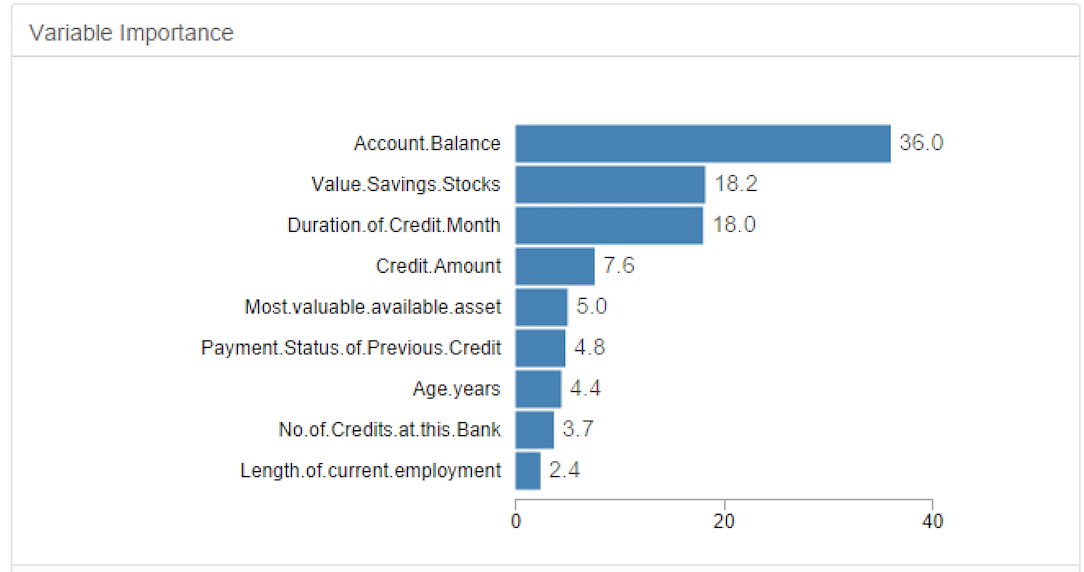 Variable Importance
Account.Balance 36.0
Value.Savings.Stocks 18.2
Duration.of.Credit.Month 18.0
Credit.Amount 7.6
Most.valuable.available.asset 5.0
Payment.Status.of.Previous.Credit 4.8
Age.years 4.4
No.of.Credits.at.this.Bank 3.7
Length.of.current.employment 2.4
0 20 40